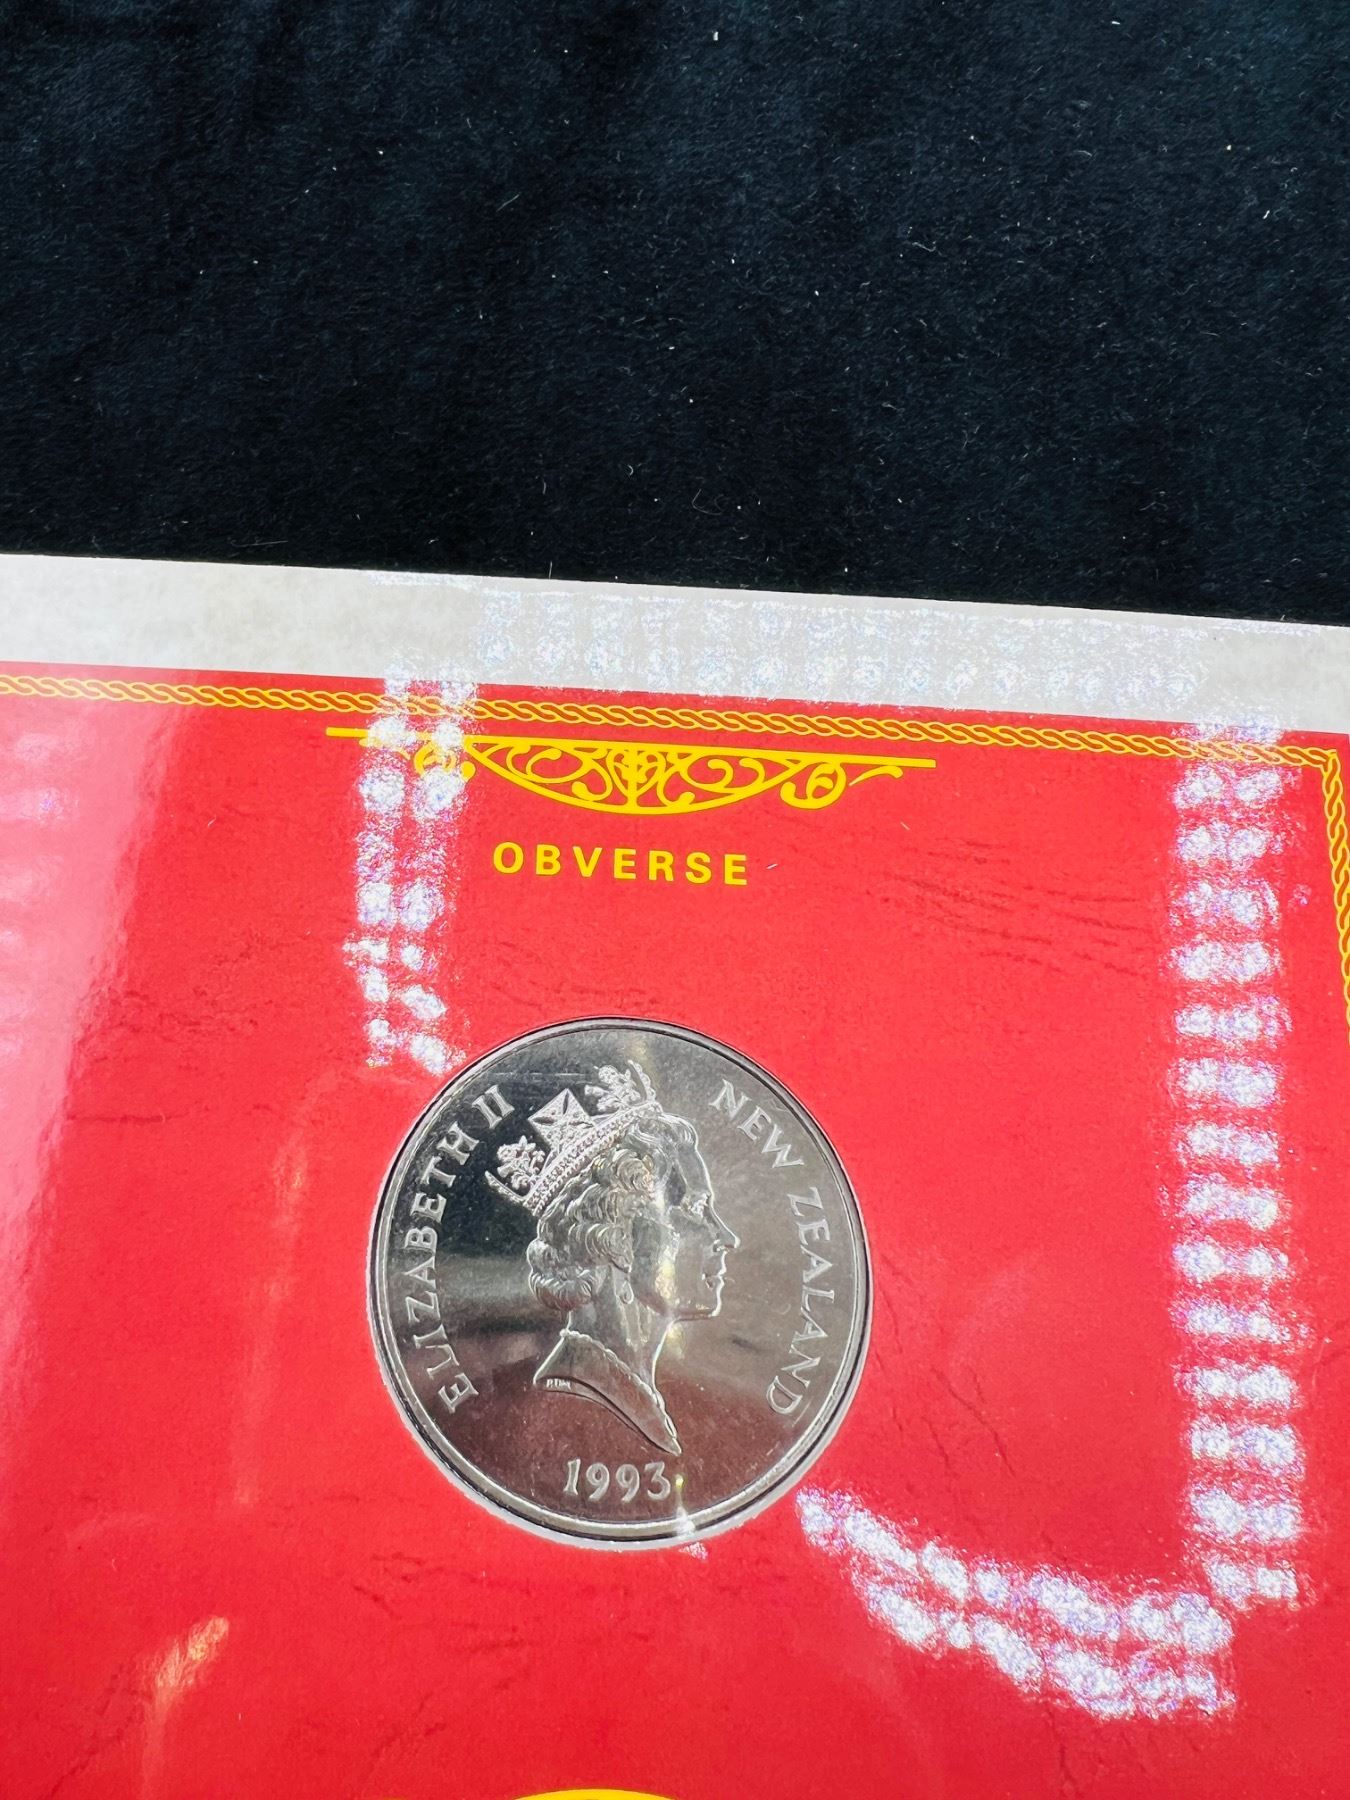 OBVERSE
ELIZABETH II
NEW ZEALAND
1993